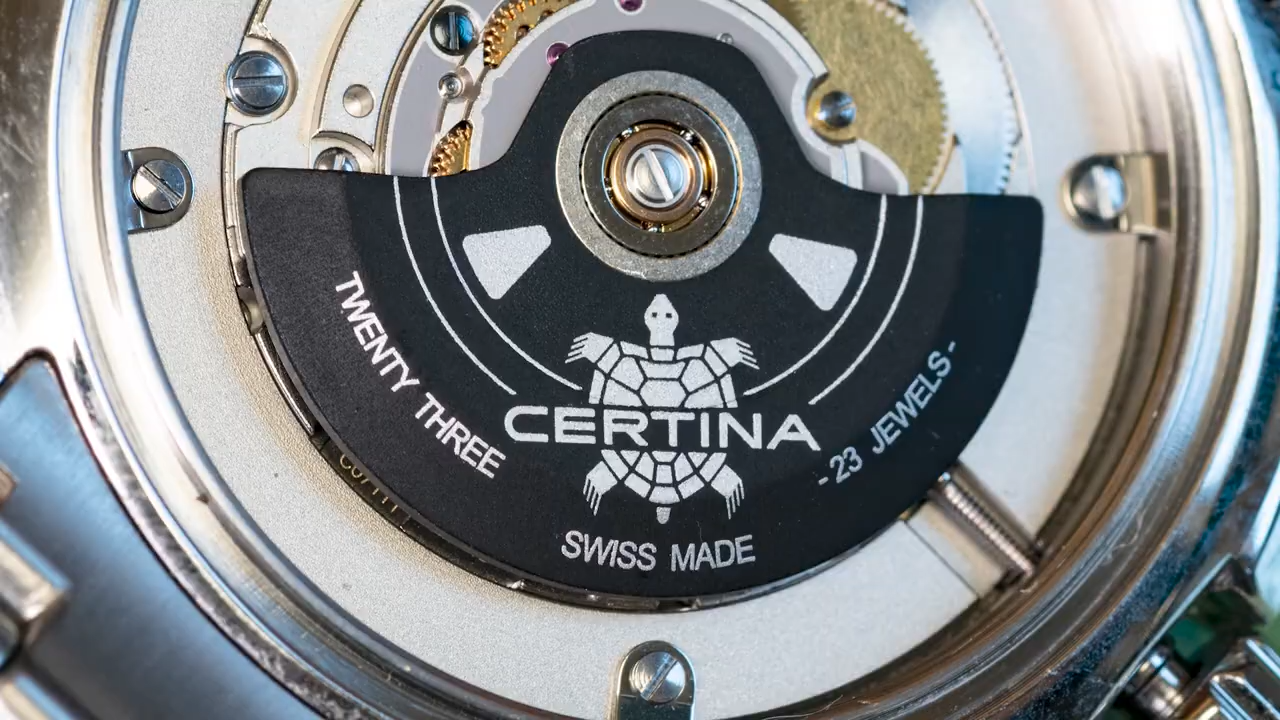 TWENTY THREE
CERTINA
- 23 JEWELS -
SWISS MADE